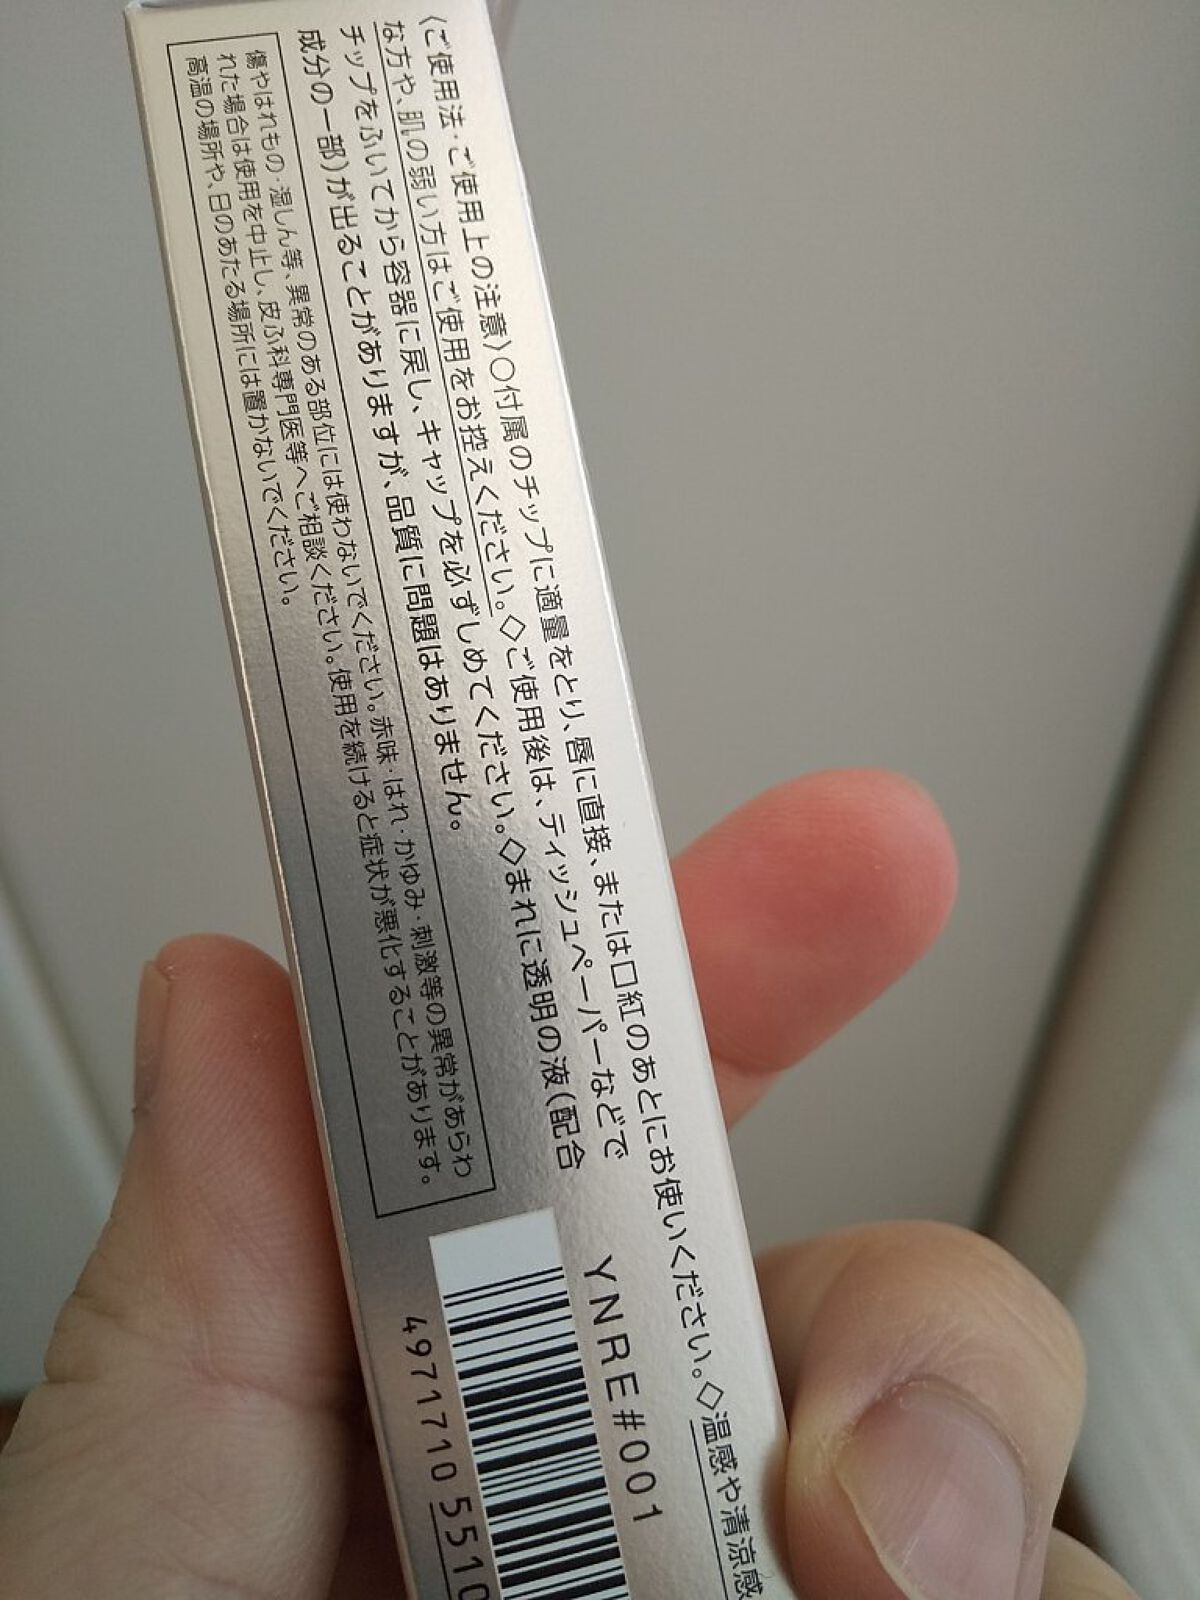 〈ご使用法・ご使用上の注意〉○付属のチップに適量をとり、唇に直接、または口紅のあとにお使いください。◇温感や清涼感
な方や、肌の弱い方はご使用をお控えください。◇ご使用後は、ティッシュペーパーなどで
チップをふいてから容器に戻し、キャップを必ずしめてください。◇まれに透明の液(配合
成分の一部)が出ることがありますが、品質に問題はありません。
傷やはれもの・湿しん等、異常のある部位には使わないでください。赤味・はれ・かゆみ・刺激等の異常があらわ
れた場合は使用を中止し、皮ふ科専門医等へご相談ください。使用を続けると症状が悪化することがあります。
高温の場所や、日のあたる場所には置かないでください。
YNRE#001
4971710 5510